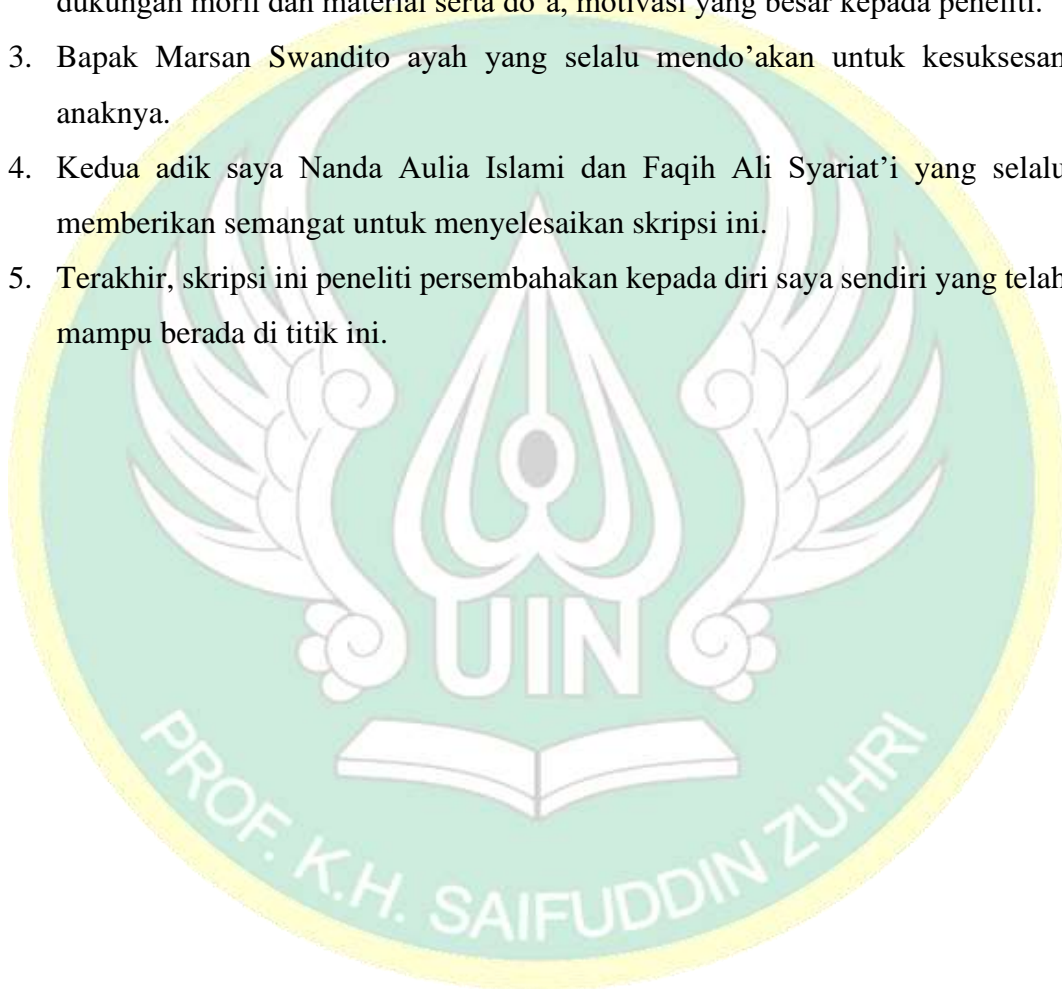 dukungan moril dan material serta do’a, motivasi yang besar kepada peneliti.
3. Bapak Marsan Swandito ayah yang selalu mendo’akan untuk kesuksesan
anaknya.
4. Kedua adik saya Nanda Aulia Islami dan Faqih Ali Syariat’i yang selalu
memberikan semangat untuk menyelesaikan skripsi ini.
5. Terakhir, skripsi ini peneliti persembahakan kepada diri saya sendiri yang telah
mampu berada di titik ini.
UIN
PROF. K.H. SAIFUDDIN ZUHRI